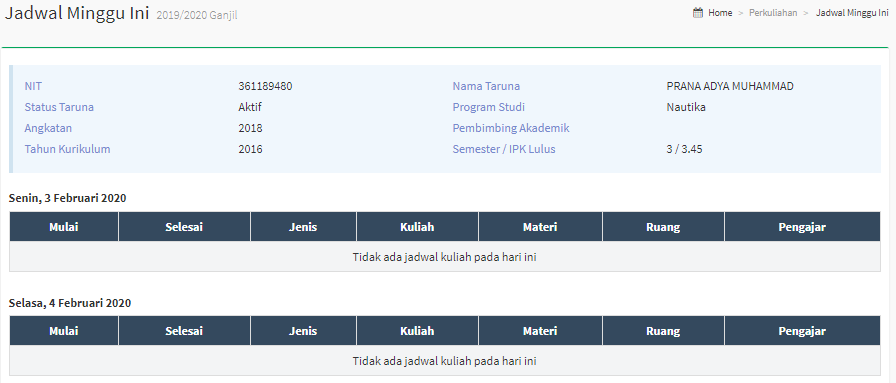 Jadwal Minggu Ini 2019/2020 Ganjil
Home > Perkuliahan > Jadwal Minggu Ini
NIT 361189480 Nama Taruna PRANA ADYA MUHAMMAD
Status Taruna Aktif Program Studi Nautika
Angkatan 2018 Pembimbing Akademik
Tahun Kurikulum 2016 Semester / IPK Lulus 3 / 3.45
Senin, 3 Februari 2020
Mulai Selesai Jenis Kuliah Materi Ruang Pengajar
Tidak ada jadwal kuliah pada hari ini
Selasa, 4 Februari 2020
Mulai Selesai Jenis Kuliah Materi Ruang Pengajar
Tidak ada jadwal kuliah pada hari ini